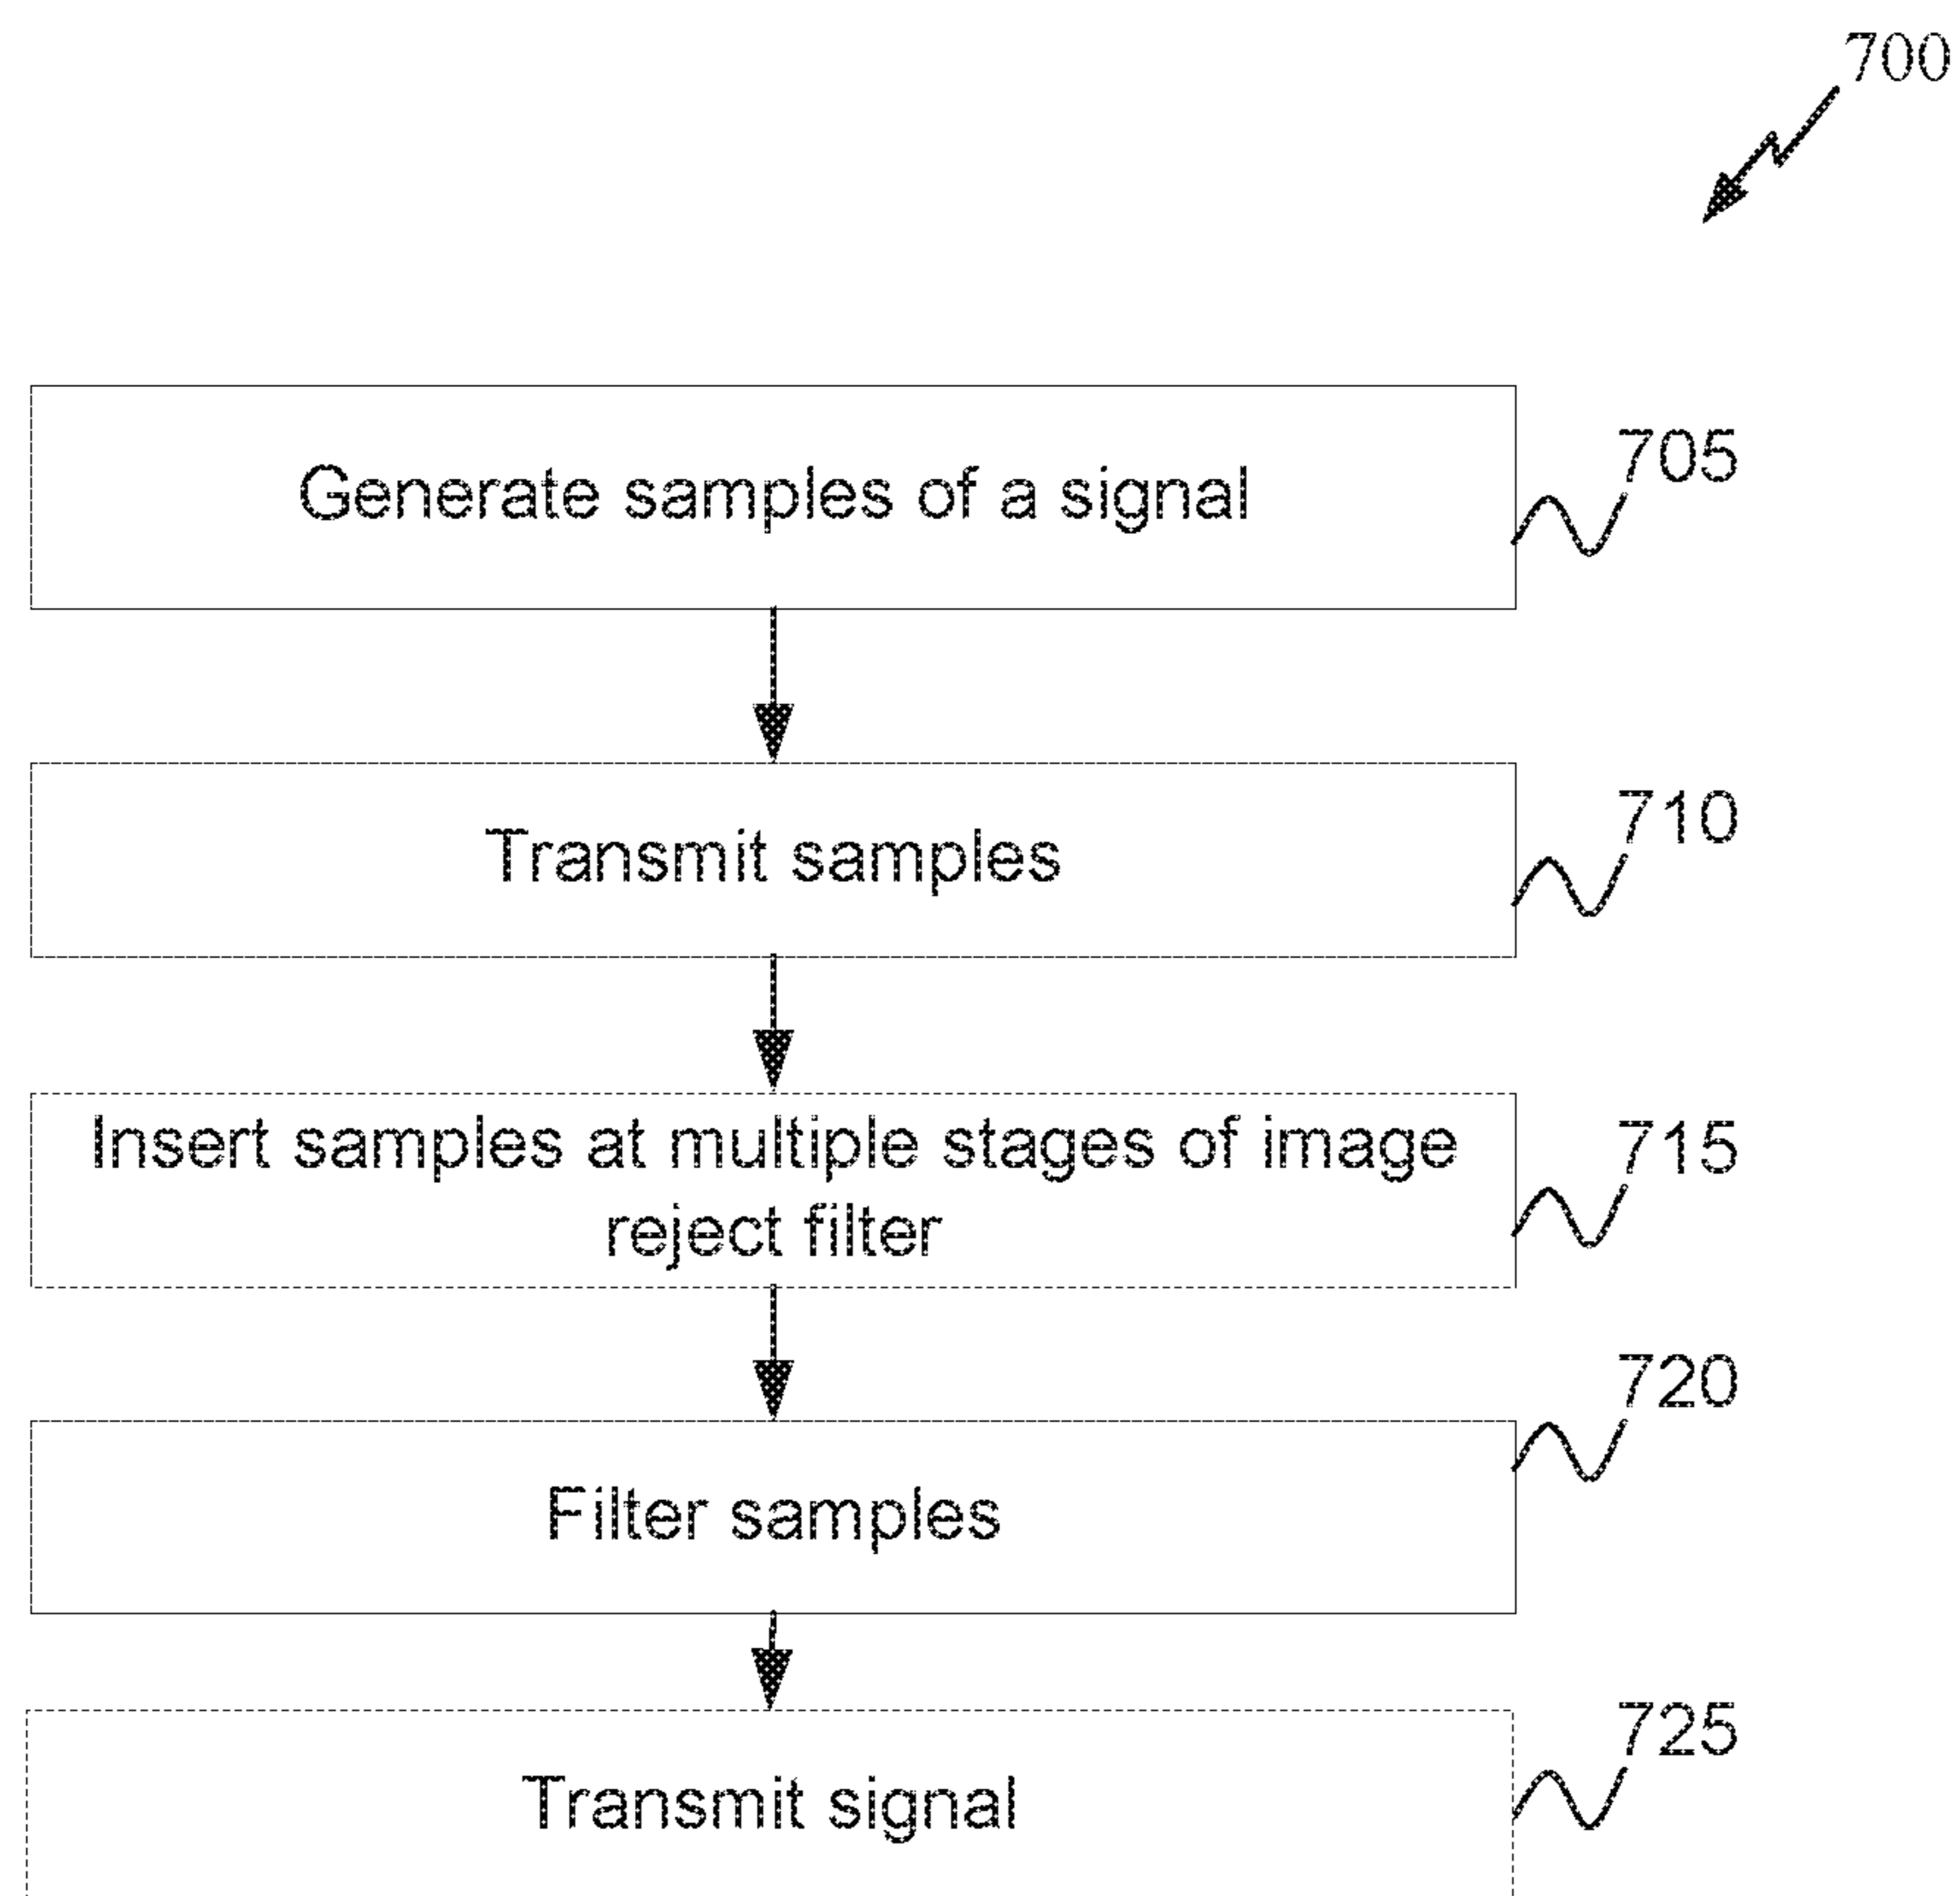 700
Generate samples of a signal
705
Transmit samples
710
Insert samples at multiple stages of image
reject filter
715
Filter samples
720
Transmit signal
725